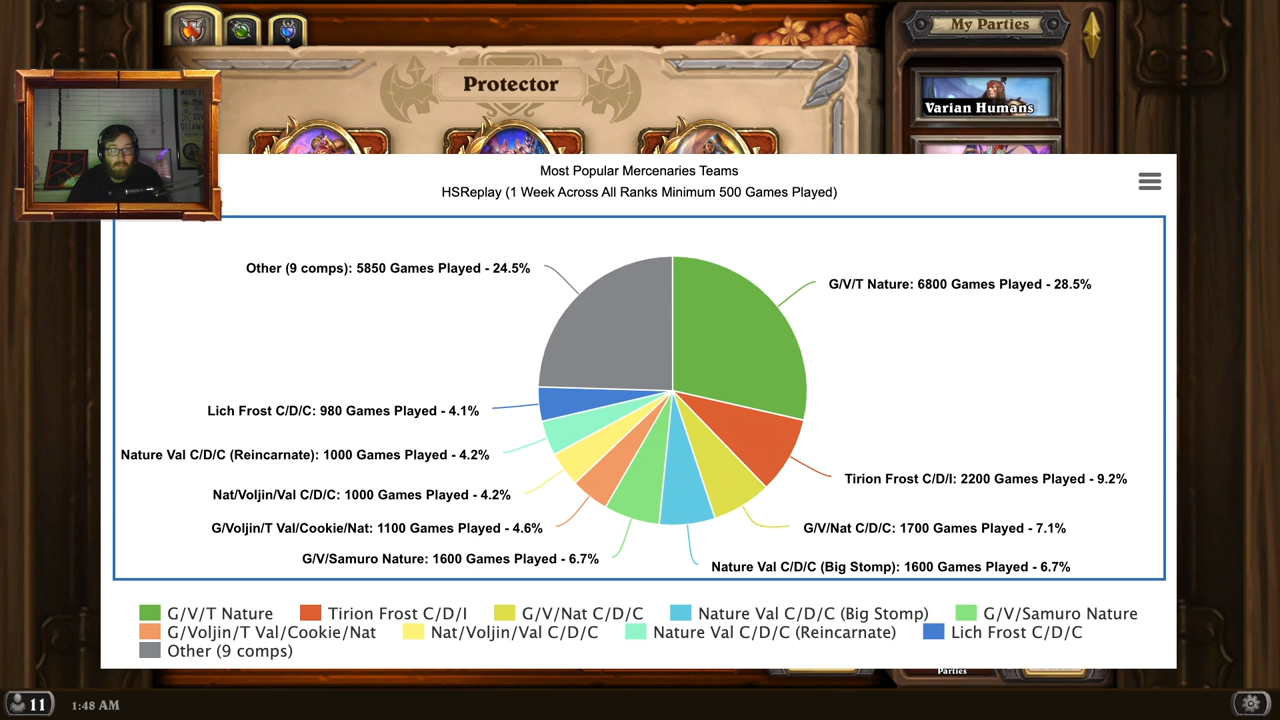 My Parties
Protector
Varian Humans
Most Popular Mercenaries Teams
HSReplay (1 Week Across All Ranks Minimum 500 Games Played)
Other (9 comps): 5850 Games Played - 24.5%
G/V/T Nature: 6800 Games Played - 28.5%
Lich Frost C/D/C: 980 Games Played - 4.1%
Nature Val C/D/C (Reincarnate): 1000 Games Played - 4.2%
Tirion Frost C/D/I: 2200 Games Played - 9.2%
Nat/Voljin/Val C/D/C: 1000 Games Played - 4.2%
G/Voljin/T Val/Cookie/Nat: 1100 Games Played - 4.6%
G/V/Nat C/D/C: 1700 Games Played - 7.1%
G/V/Samuro Nature: 1600 Games Played - 6.7%
Nature Val C/D/C (Big Stomp): 1600 Games Played - 6.7%
G/V/T Nature Tirion Frost C/D/I G/V/Nat C/D/C Nature Val C/D/C (Big Stomp) G/V/Samuro Nature
G/Voljin/T Val/Cookie/Nat Nat/Voljin/Val C/D/C Nature Val C/D/C (Reincarnate) Lich Frost C/D/C
Other (9 comps)
Parties
11 1:48 AM